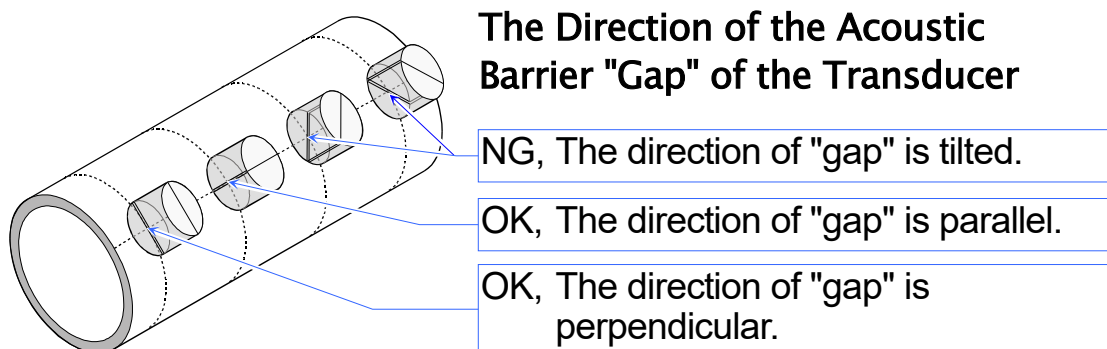 The Direction of the Acoustic
Barrier "Gap" of the Transducer
NG, The direction of "gap" is tilted.
OK, The direction of "gap" is parallel.
OK, The direction of "gap" is
perpendicular.